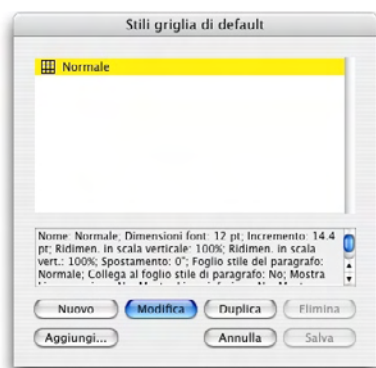 Stili griglia di default
Normale
Nome: Normale; Dimensioni font: 12 pt; Incremento: 14.4
pt; Ridimen. in scala verticale: 100%; Ridimen. in scala
vert.: 100%; Spostamento: 0"; Foglio stile del paragrafo:
Normale; Collega al foglio stile di paragrafo: No; Mostra
Nuovo Modifica Duplica Elimina
Aggiungi... Annulla Salva